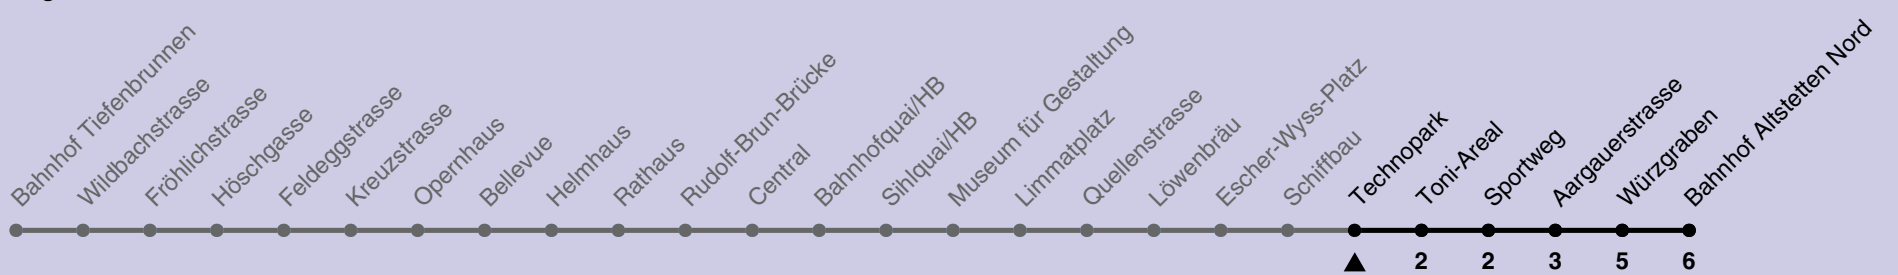 Bahnhof Tiefenbrunnen
Wildbachstrasse
Fröhlichstrasse
Höschgasse
Feldeggstrasse
Kreuzstrasse
Opernhaus
Bellevue
Helmhaus
Rathaus
Rudolf-Brun-Brücke
Central
Bahnhofquai/HB
Sihlquai/HB
Museum für Gestaltung
Limmatplatz
Quellenstrasse
Löwenbräu
Escher-Wyss-Platz
Schiffbau
Technopark
Toni-Areal
Sportweg
Aargauerstrasse
Würzgraben
Bahnhof Altstetten Nord
2 2 3 5 6